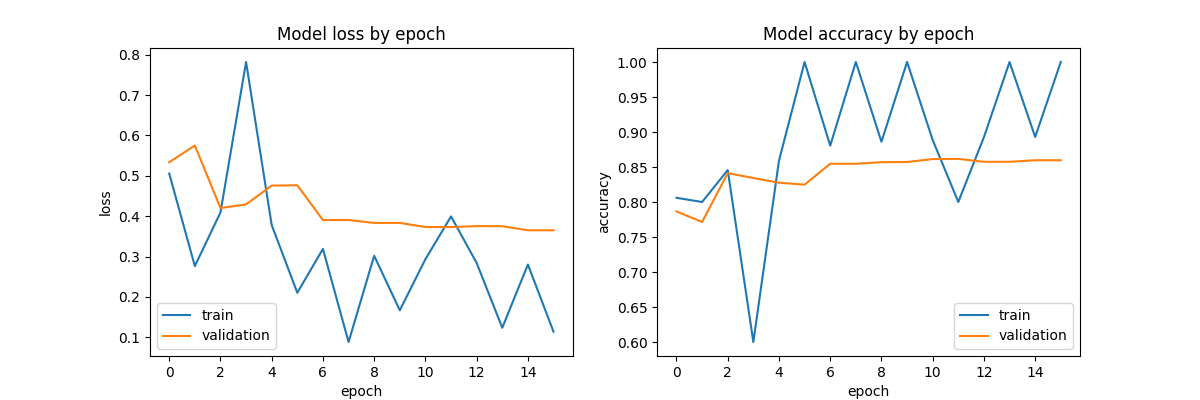 Model loss by epoch
0.8
0.7
0.6
0.5
0.4
0.3
0.2
0.1
loss
train
validation
0 2 4 6 8 10 12 14
epoch
Model accuracy by epoch
1.00
0.95
0.90
0.85
0.80
0.75
0.70
0.65
0.60
accuracy
train
validation
0 2 4 6 8 10 12 14
epoch